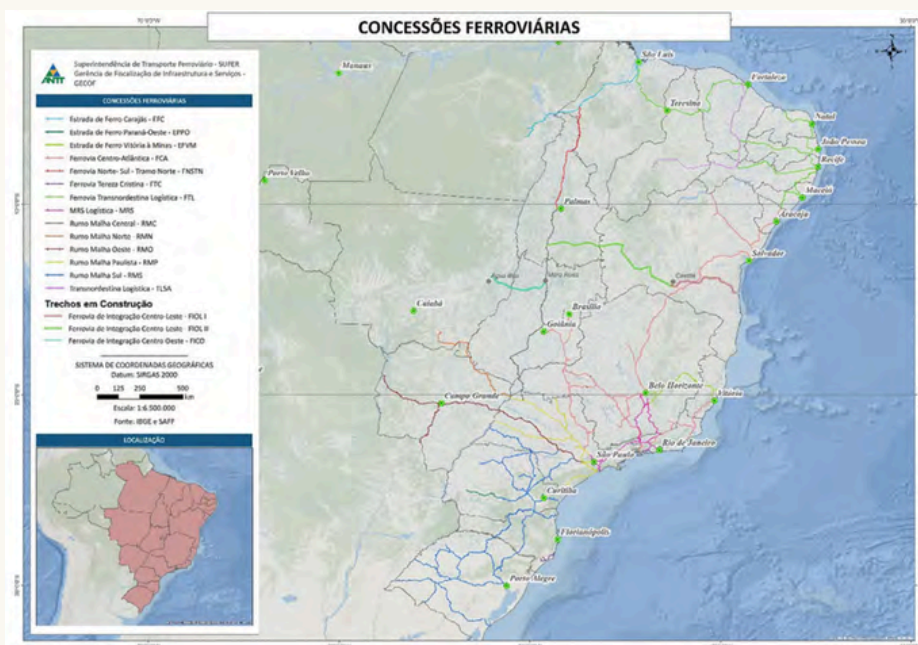 CONCESSÕES FERROVIÁRIAS
ANTT
Superintendência de Transporte Ferroviário - SUFER
Gerência de Fiscalização de Infraestrutura e Serviços -
GECOF
CONCESSÕES FERROVIÁRIAS
Estrada de Ferro Carajás - EFC
Estrada de Ferro Paraná-Oeste - EFPO
Estrada de Ferro Vitória à Minas - EFVM
Ferrovia Centro-Atlântica - FCA
Ferrovia Norte- Sul - Tramo Norte - FNSTN
Ferrovia Tereza Cristina - FTC
Ferrovia Transnordestina Logística - FTL
MRS Logística - MRS
Rumo Malha Central - RMC
Rumo Malha Norte - RMN
Rumo Malha Oeste - RMO
Rumo Malha Paulista - RMP
Rumo Malha Sul - RMS
Transnordestina Logística - TLSA
Trechos em Construção
Ferrovia de Integração Centro-Leste - FIOL I
Ferrovia de Integração Centro-Leste - FIOL II
Ferrovia de Integração Centro Oeste - FICO
SISTEMA DE COORDENADAS GEOGRÁFICAS
Datum: SIRGAS 2000
0 125 250 500
km
Escala: 1:6.500.000
Fonte: IBGE e SAFF
LOCALIZAÇÃO
Manaus
São Luís
Fortaleza
Teresina
Natal
João Pessoa
Recife
Porto Velho
Maceió
Palmas
Aracaju
Salvador
Água Boa
Mara Rosa
Caetité
Cuiabá
Brasília
Goiânia
Belo Horizonte
Vitória
Campo Grande
Rio de Janeiro
São Paulo
Curitiba
Florianópolis
Porto Alegre